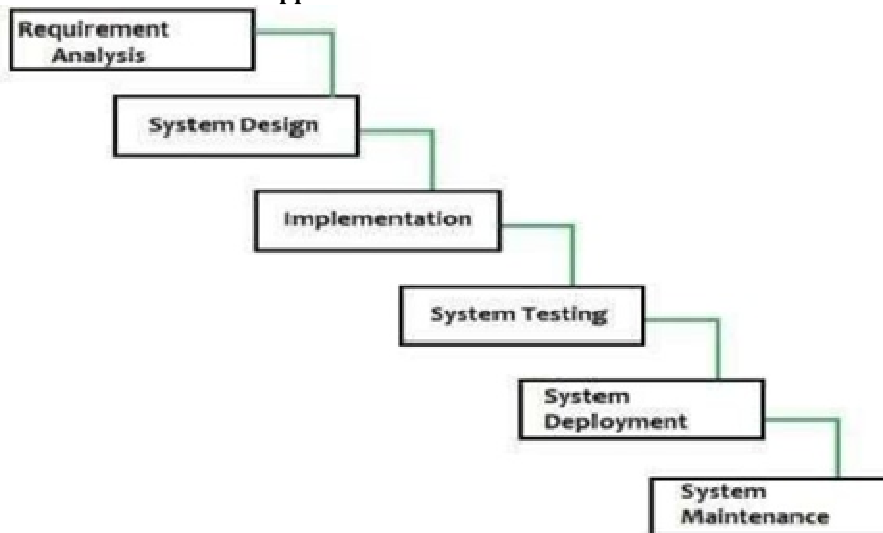 Requirement
Analysis
System Design
Implementation
System Testing
System
Deployment
System
Maintenance